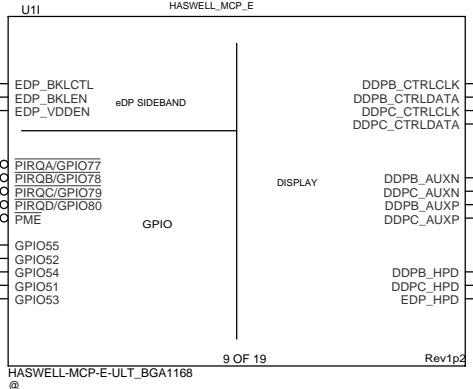 U1I
HASWELL_MCP_E
EDP_BKLCTL
EDP_BKLEN
EDP_VDDEN
eDP SIDEBAND
PIRQA/GPIO77
PIRQB/GPIO78
PIRQC/GPIO79
PIRQD/GPIO80
PME
GPIO
GPIO55
GPIO52
GPIO54
GPIO51
GPIO53
DISPLAY
DDPB_CTRLCLK
DDPB_CTRLDATA
DDPC_CTRLCLK
DDPC_CTRLDATA
DDPB_AUXN
DDPC_AUXN
DDPB_AUXP
DDPC_AUXP
DDPB_HPD
DDPC_HPD
EDP_HPD
9 OF 19
Rev1p2
HASWELL-MCP-E-ULT_BGA1168
@